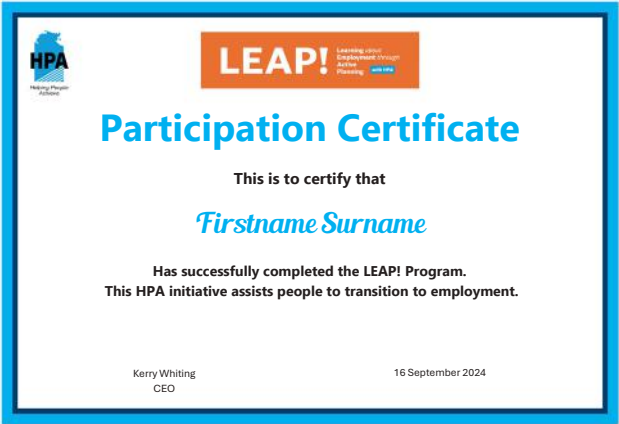 HPA
Helping People
Achieve
LEAP!
Learning about
Employment through
Active
Planning with HPA
Participation Certificate
This is to certify that
Firstname Surname
Has successfully completed the LEAP! Program.
This HPA initiative assists people to transition to employment.
Kerry Whiting
CEO
16 September 2024